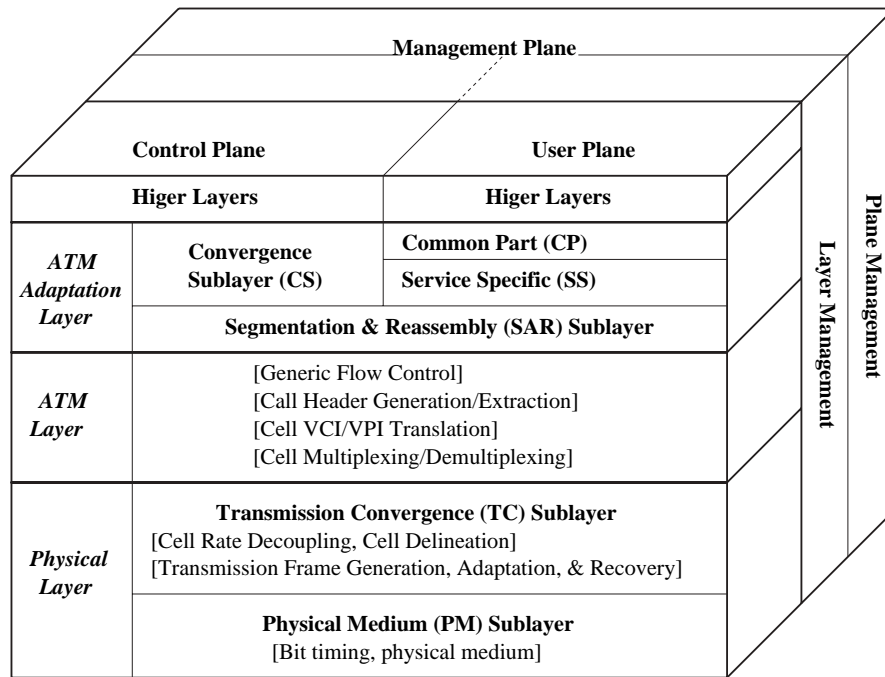 Management Plane
Control Plane
User Plane
Higer Layers
Higer Layers
ATM
Adaptation
Layer
Convergence
Sublayer (CS)
Common Part (CP)
Service Specific (SS)
Segmentation & Reassembly (SAR) Sublayer
ATM
Layer
[Generic Flow Control]
[Call Header Generation/Extraction]
[Cell VCI/VPI Translation]
[Cell Multiplexing/Demultiplexing]
Physical
Layer
Transmission Convergence (TC) Sublayer
[Cell Rate Decoupling, Cell Delineation]
[Transmission Frame Generation, Adaptation, & Recovery]
Physical Medium (PM) Sublayer
[Bit timing, physical medium]
Layer Management
Plane Management